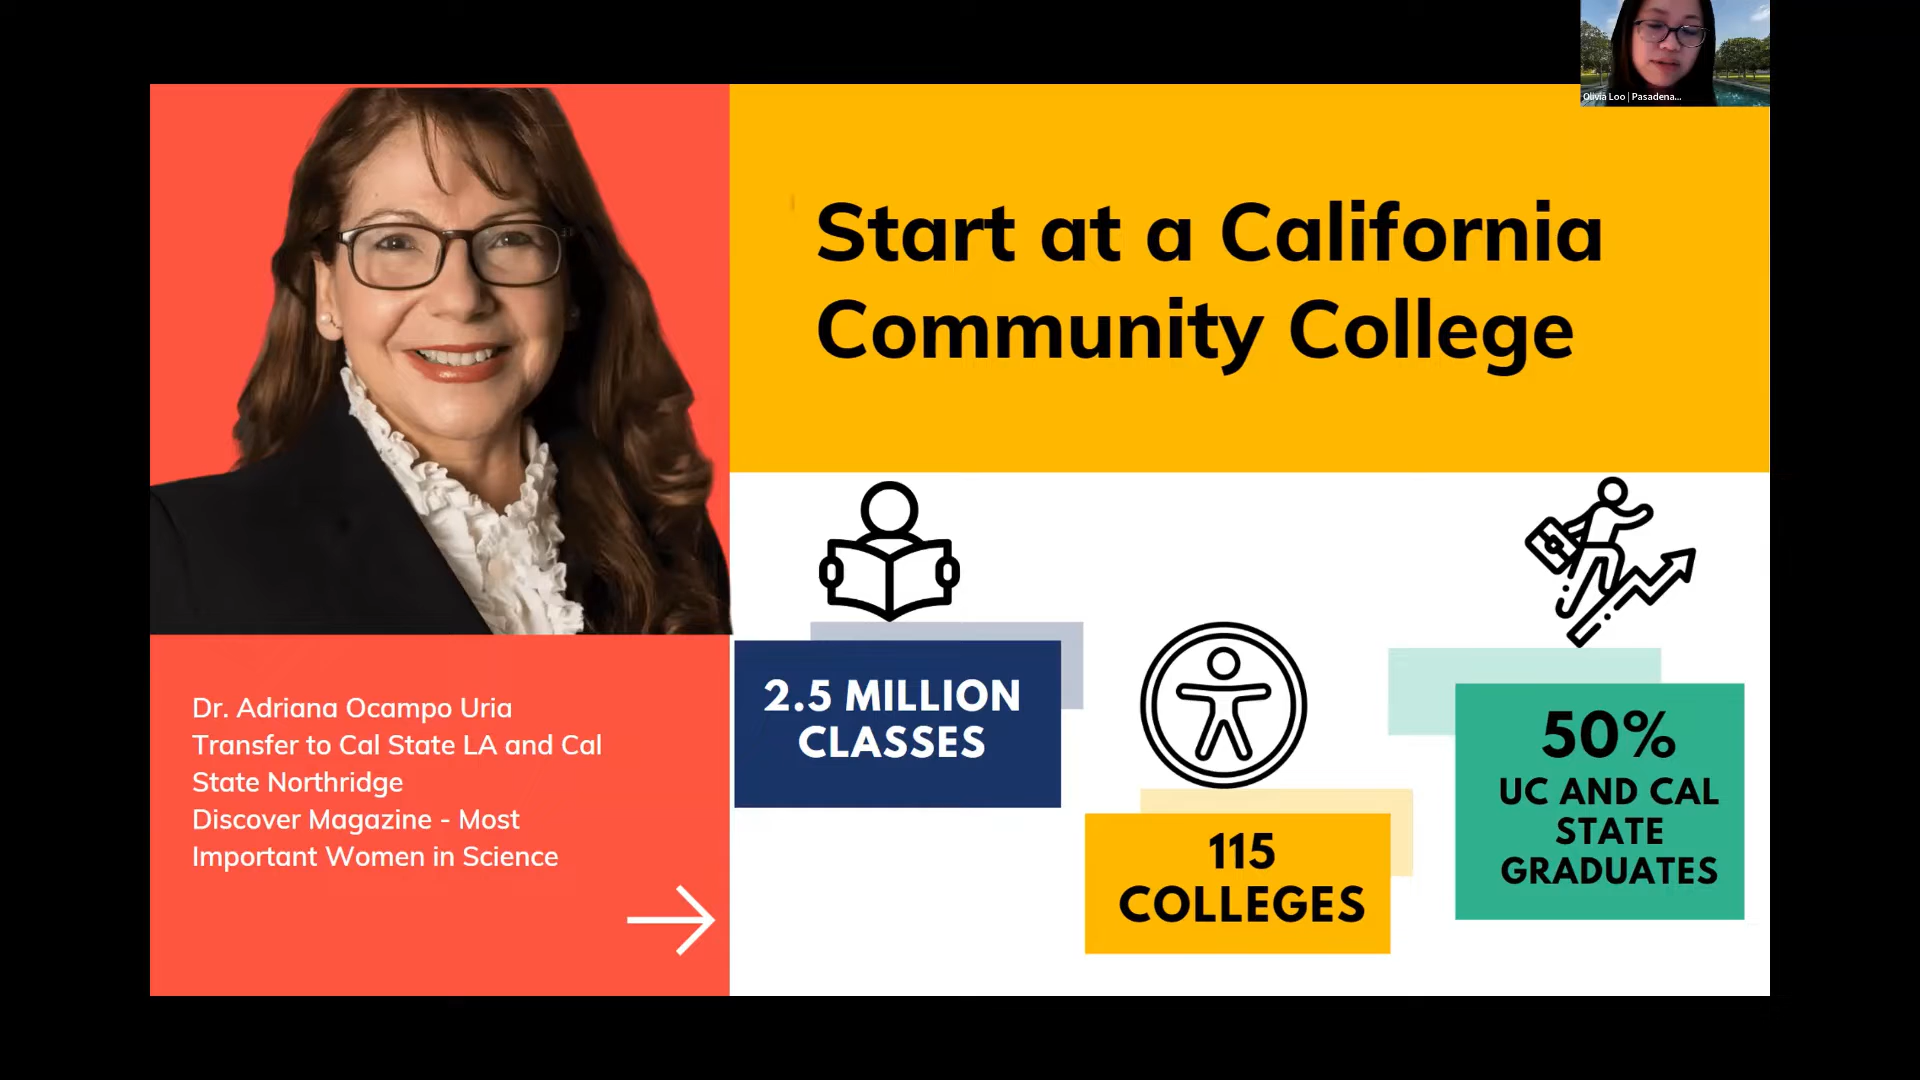 Olivia Loo | Pasadena...
Start at a California
Community College
Dr. Adriana Ocampo Uria
Transfer to Cal State LA and Cal
State Northridge
Discover Magazine - Most
Important Women in Science
2.5 MILLION
CLASSES
115
COLLEGES
50%
UC AND CAL
STATE
GRADUATES